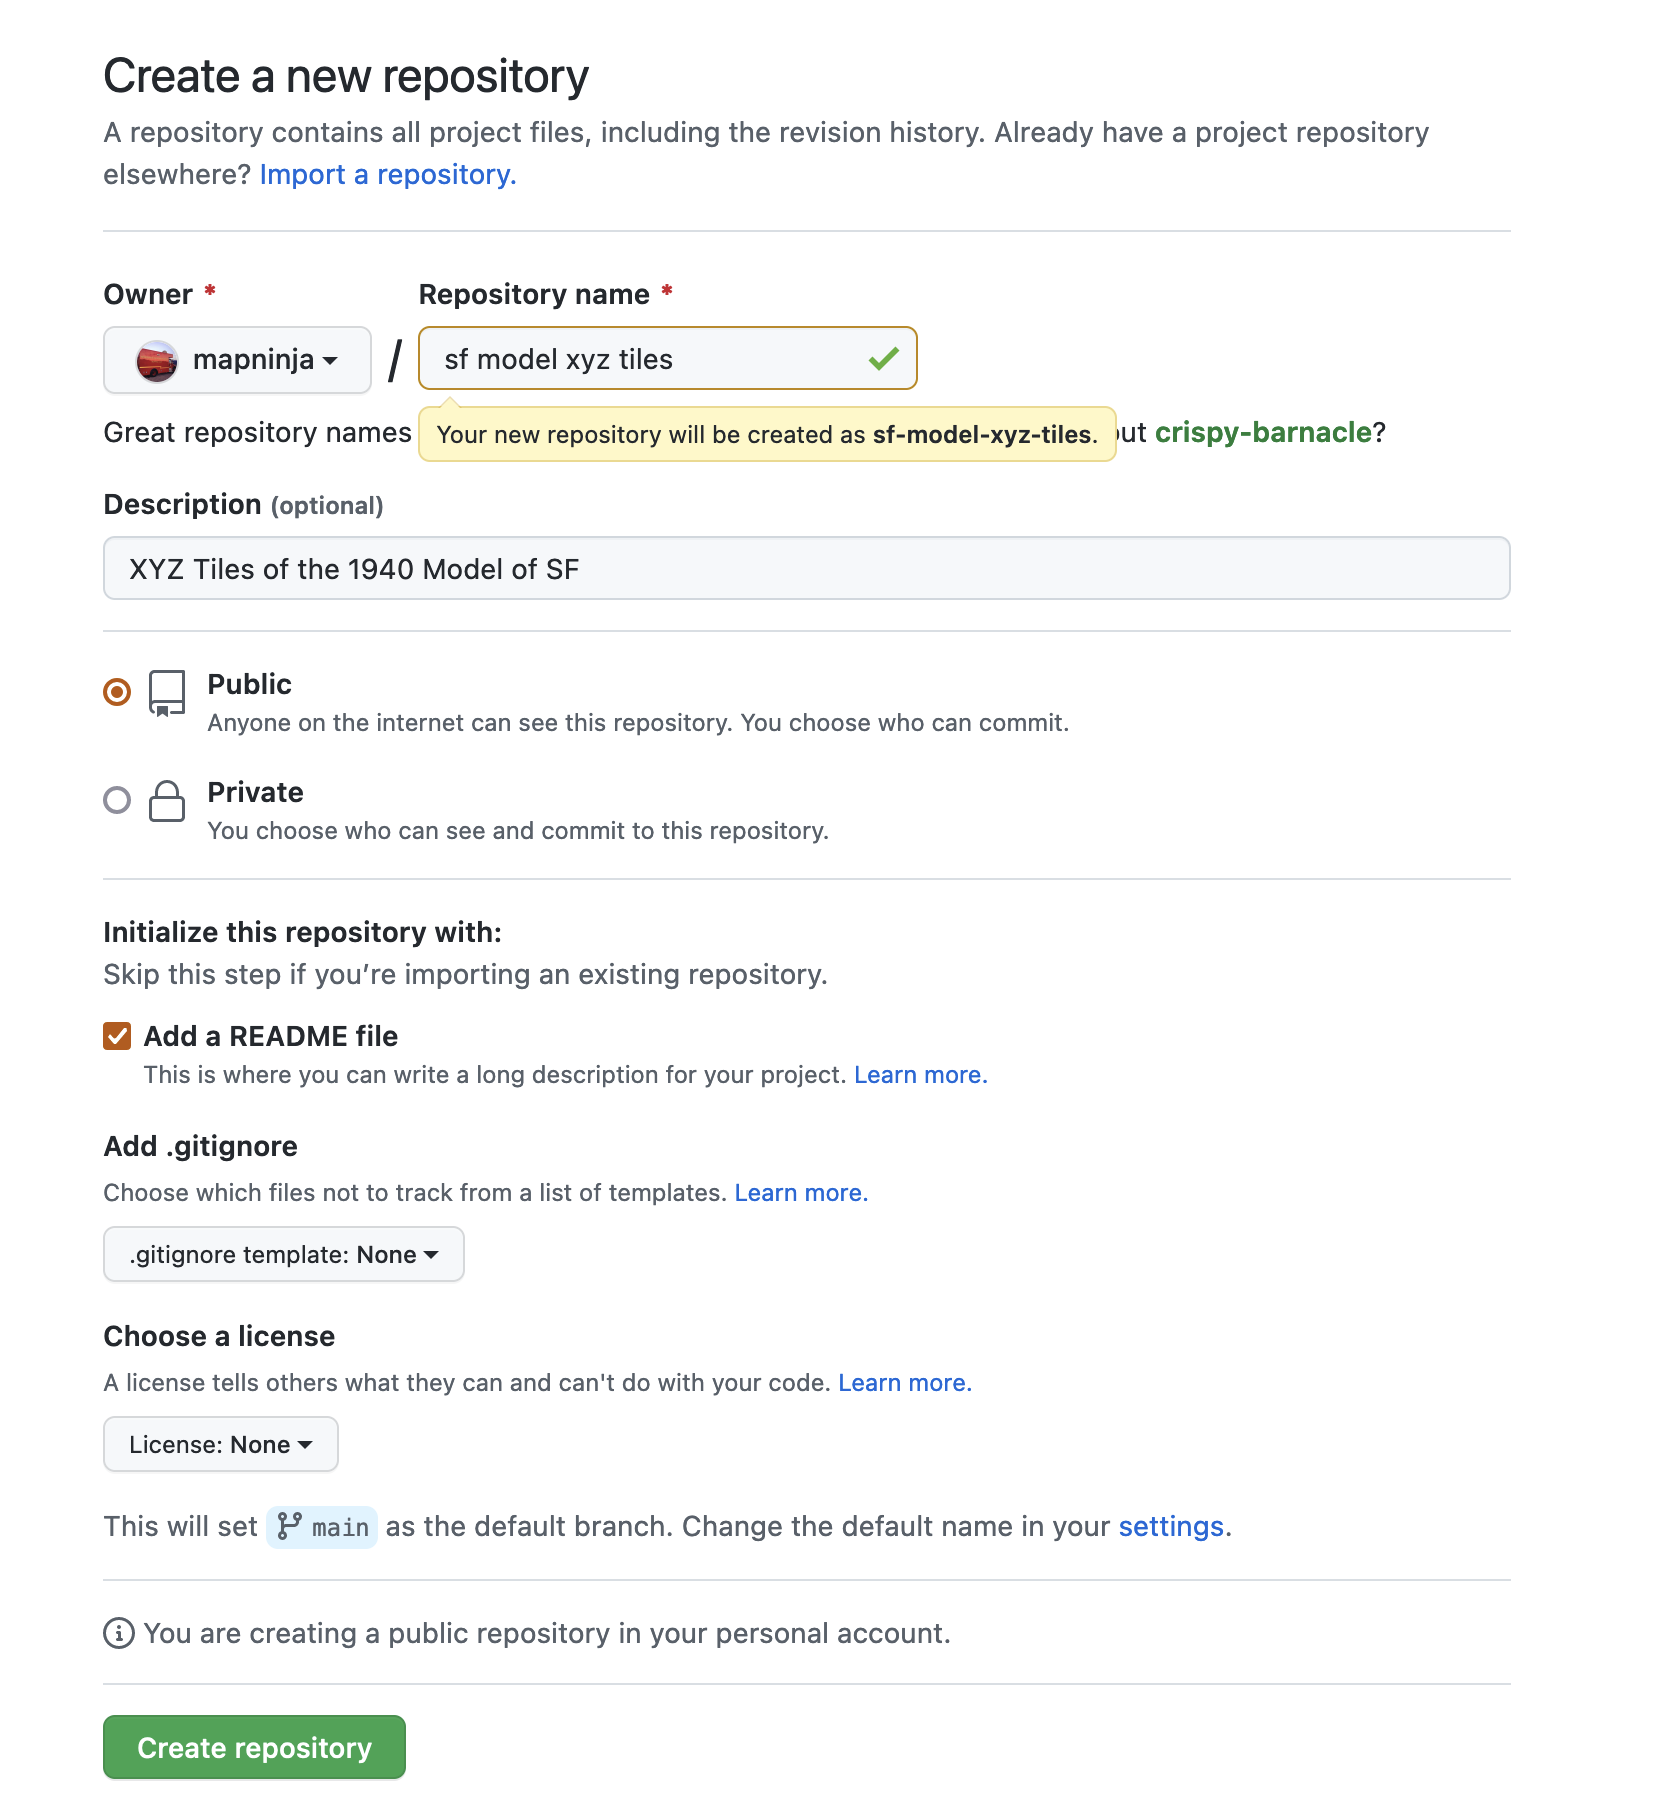 Create a new repository
A repository contains all project files, including the revision history. Already have a project repository
elsewhere? Import a repository.
Owner * Repository name *
mapninja / sf model xyz tiles
Great repository names Your new repository will be created as sf-model-xyz-tiles. out crispy-barnacle?
Description (optional)
XYZ Tiles of the 1940 Model of SF
Public
Anyone on the internet can see this repository. You choose who can commit.
Private
You choose who can see and commit to this repository.
Initialize this repository with:
Skip this step if you’re importing an existing repository.
Add a README file
This is where you can write a long description for your project. Learn more.
Add .gitignore
Choose which files not to track from a list of templates. Learn more.
.gitignore template: None
Choose a license
A license tells others what they can and can't do with your code. Learn more.
License: None
This will set main as the default branch. Change the default name in your settings.
You are creating a public repository in your personal account.
Create repository